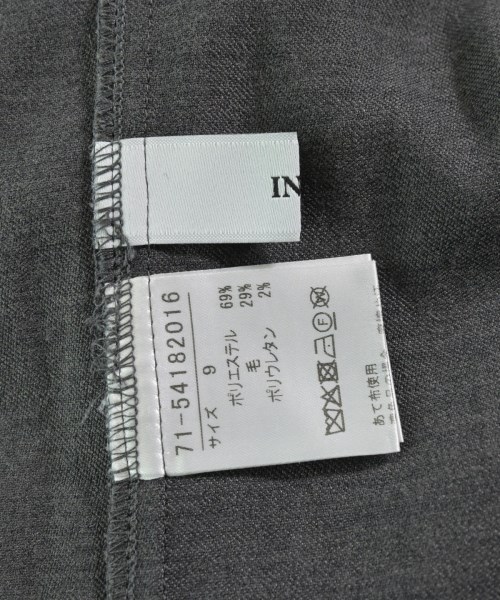 IN
71-54182016
サイズ 9
ポリエステル 69%
毛 29%
ポリウレタン 2%
あて布使用